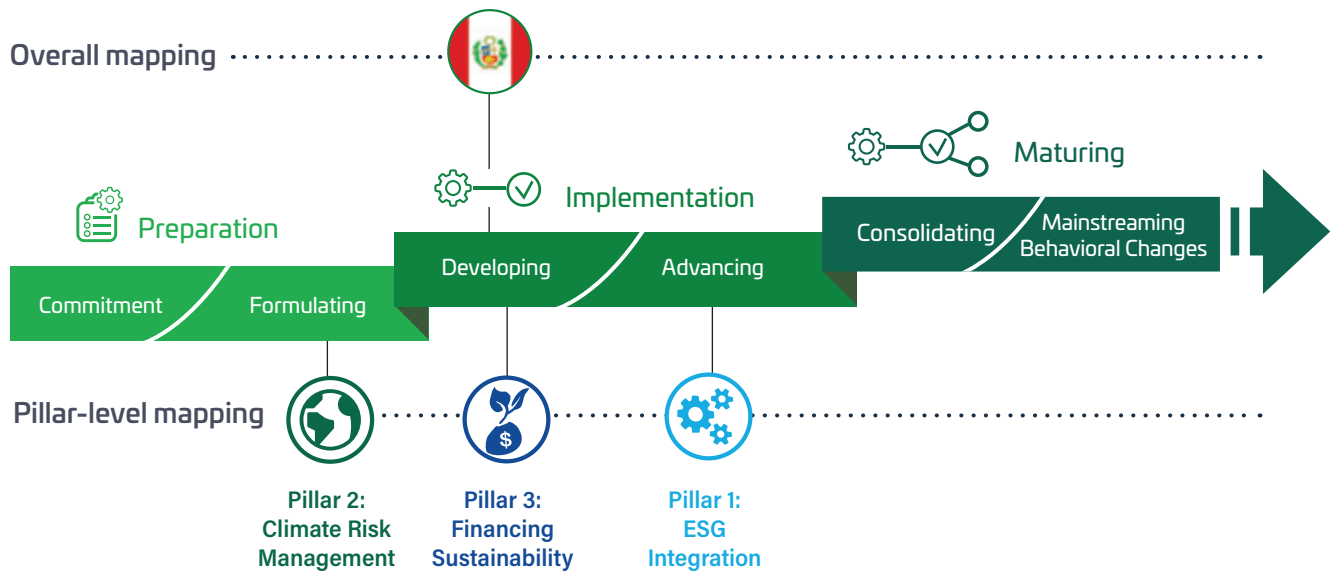 Overall mapping
Preparation
Implementation
Maturing
Commitment
Formulating
Developing
Advancing
Consolidating
Mainstreaming
Behavioral Changes
Pillar-level mapping
$
Pillar 2:
Climate Risk
Management
Pillar 3:
Financing
Sustainability
Pillar 1:
ESG
Integration